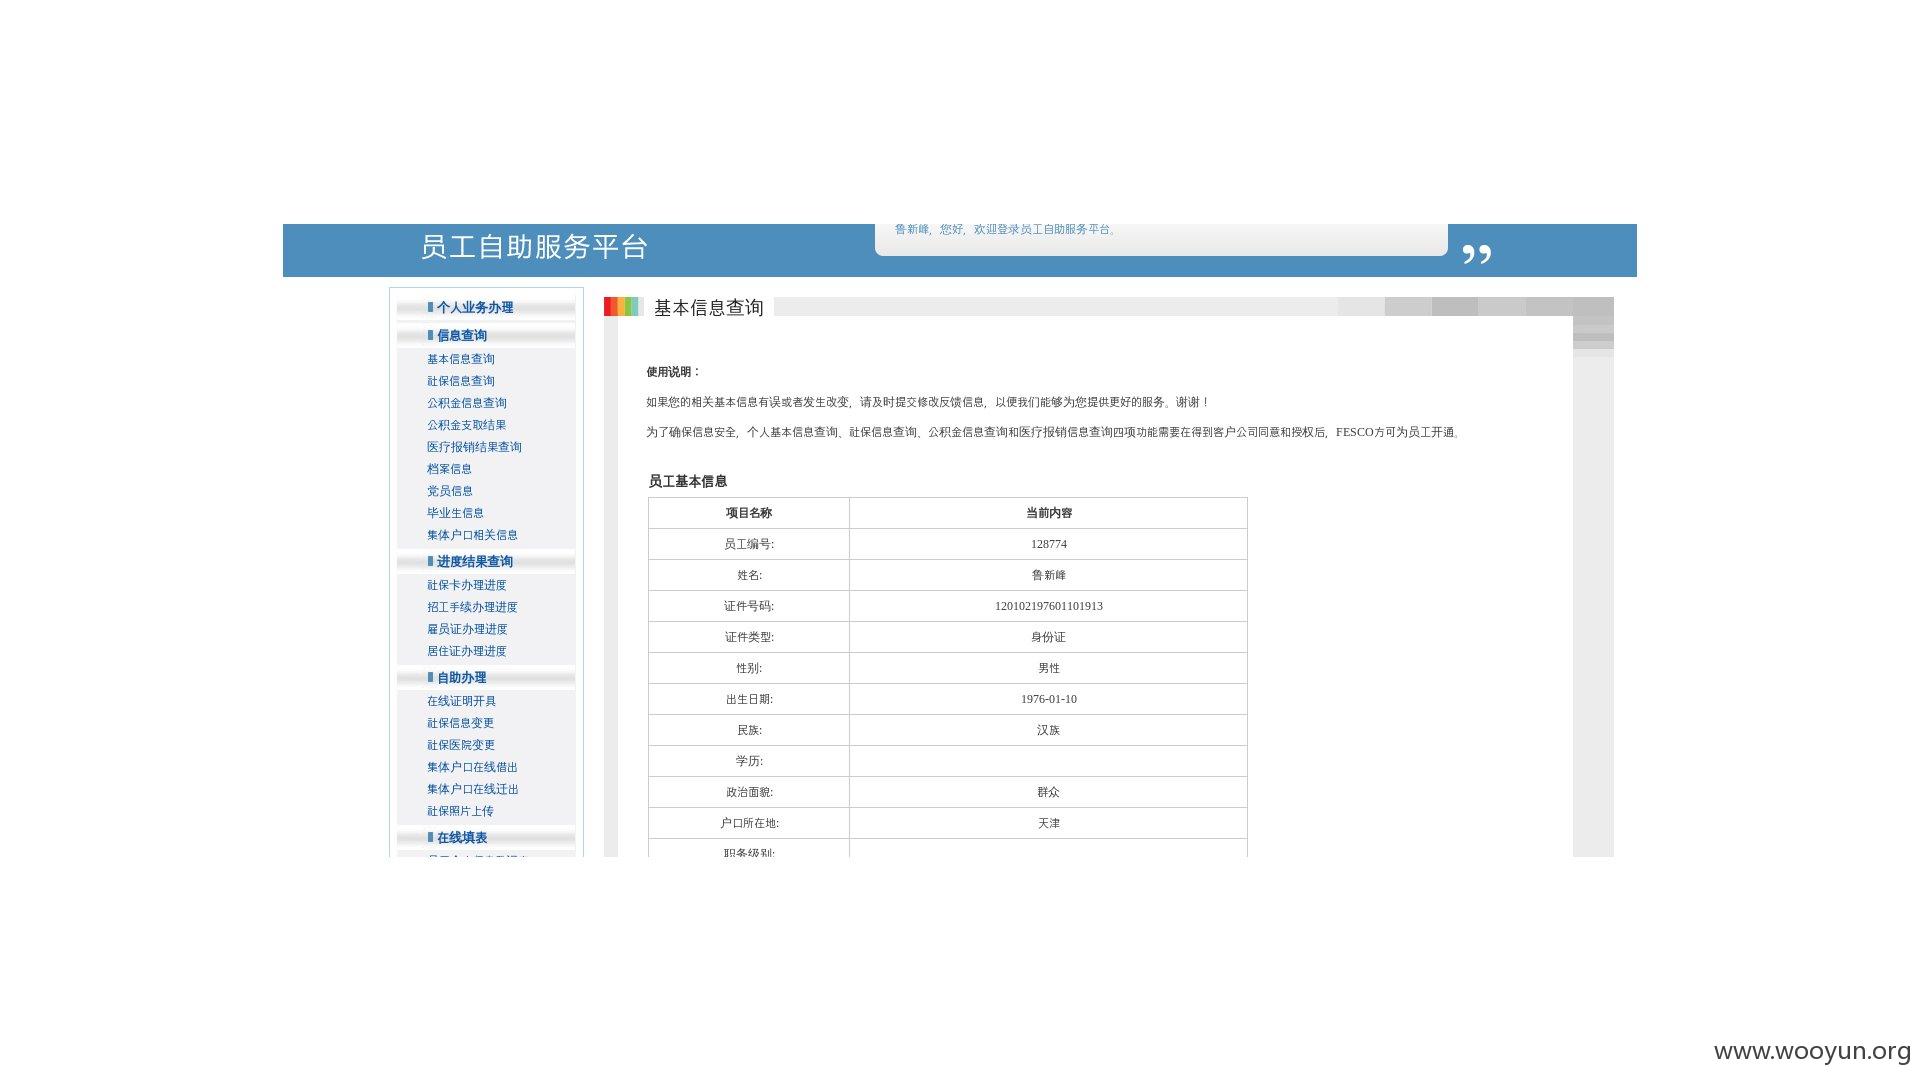 员工自助服务平台
鲁新峰，您好，欢迎登录员工自助服务平台。
”
个人业务办理
信息查询
基本信息查询
社保信息查询
公积金信息查询
公积金支取结果
医疗报销结果查询
档案信息
党员信息
毕业生信息
集体户口相关信息
进度结果查询
社保卡办理进度
招工手续办理进度
雇员证办理进度
居住证办理进度
自助办理
在线证明开具
社保信息变更
社保医院变更
集体户口在线借出
集体户口在线迁出
社保照片上传
在线填表
基本信息查询
使用说明：
如果您的相关基本信息有误或者发生改变，请及时提交修改反馈信息，以便我们能够为您提供更好的服务。谢谢！
为了确保信息安全，个人基本信息查询、社保信息查询、公积金信息查询和医疗报销信息查询四项功能需要在得到客户公司同意和授权后，FESCO方可为员工开通。
员工基本信息
项目名称 当前内容
员工编号: 128774
姓名: 鲁新峰
证件号码: 120102197601101913
证件类型: 身份证
性别: 男性
出生日期: 1976-01-10
民族: 汉族
学历:
政治面貌: 群众
户口所在地: 天津
职务级别:
www.wooyun.org